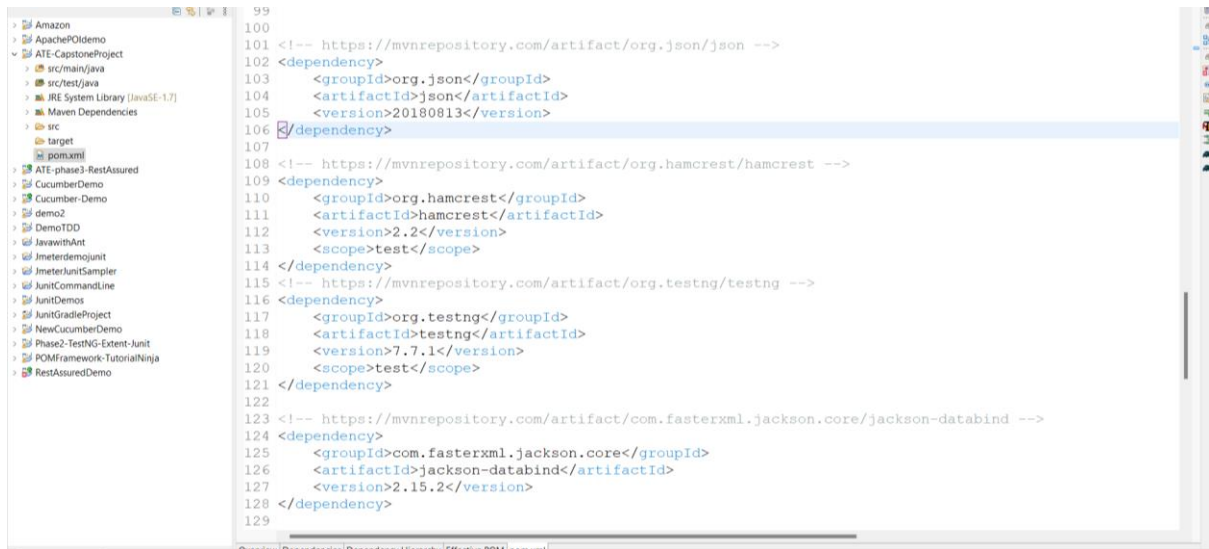 Amazon
ApachePOIdemo
ATE-CapstoneProject
src/main/java
src/test/java
JRE System Library [JavaSE-1.7]
Maven Dependencies
src
target
pom.xml
ATE-phase3-RestAssured
CucumberDemo
Cucumber-Demo
demo2
DemoTDD
JavawithAnt
Jmeterdemojunit
JmeterJunitSampler
JunitCommandLine
JunitDemos
JunitGradleProject
NewCucumberDemo
Phase2-TestNG-Extent-Junit
POMFramework-TutorialNinja
RestAssuredDemo
99
100
101 <!-- https://mvnrepository.com/artifact/org.json/json -->
102 <dependency>
103     <groupId>org.json</groupId>
104     <artifactId>json</artifactId>
105     <version>20180813</version>
106 </dependency>
107
108 <!-- https://mvnrepository.com/artifact/org.hamcrest/hamcrest -->
109 <dependency>
110     <groupId>org.hamcrest</groupId>
111     <artifactId>hamcrest</artifactId>
112     <version>2.2</version>
113     <scope>test</scope>
114 </dependency>
115 <!-- https://mvnrepository.com/artifact/org.testng/testng -->
116 <dependency>
117     <groupId>org.testng</groupId>
118     <artifactId>testng</artifactId>
119     <version>7.7.1</version>
120     <scope>test</scope>
121 </dependency>
122
123 <!-- https://mvnrepository.com/artifact/com.fasterxml.jackson.core/jackson-databind -->
124 <dependency>
125     <groupId>com.fasterxml.jackson.core</groupId>
126     <artifactId>jackson-databind</artifactId>
127     <version>2.15.2</version>
128 </dependency>
129
Overview Dependencies Dependency Hierarchy Effective POM pom.xml